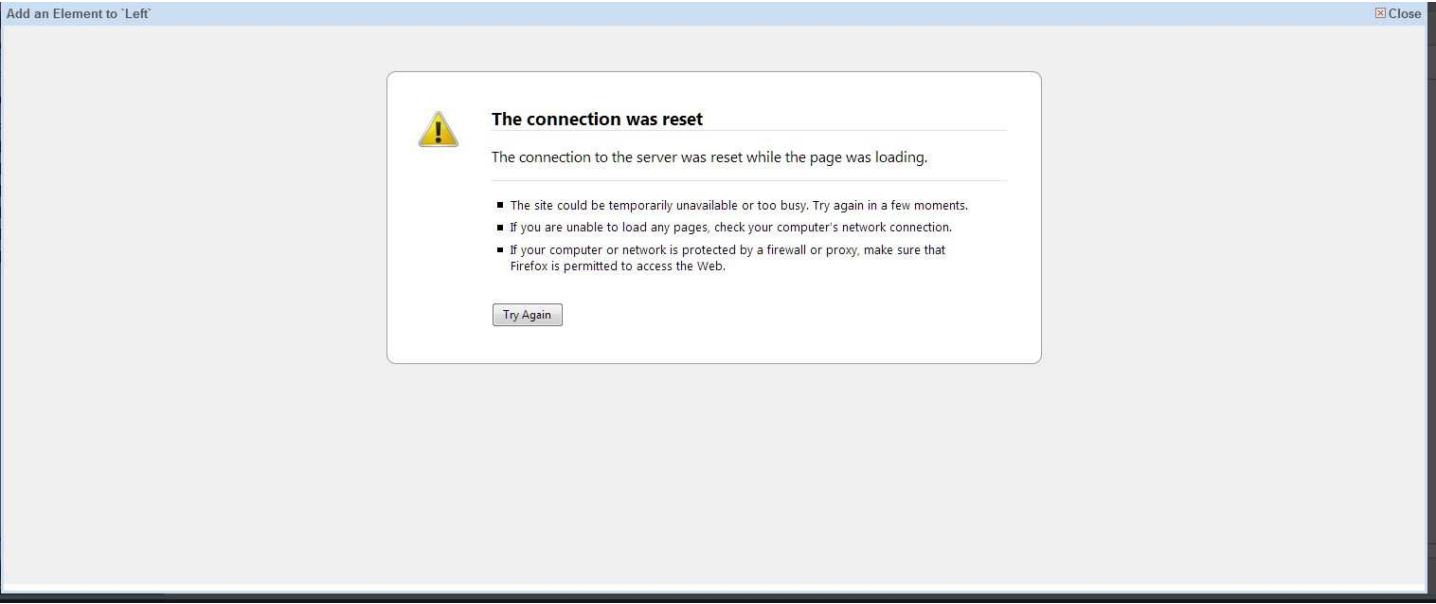 Add an Element to `Left`
Close
The connection was reset
The connection to the server was reset while the page was loading.
The site could be temporarily unavailable or too busy. Try again in a few moments.
If you are unable to load any pages, check your computer's network connection.
If your computer or network is protected by a firewall or proxy, make sure that
Firefox is permitted to access the Web.
Try Again